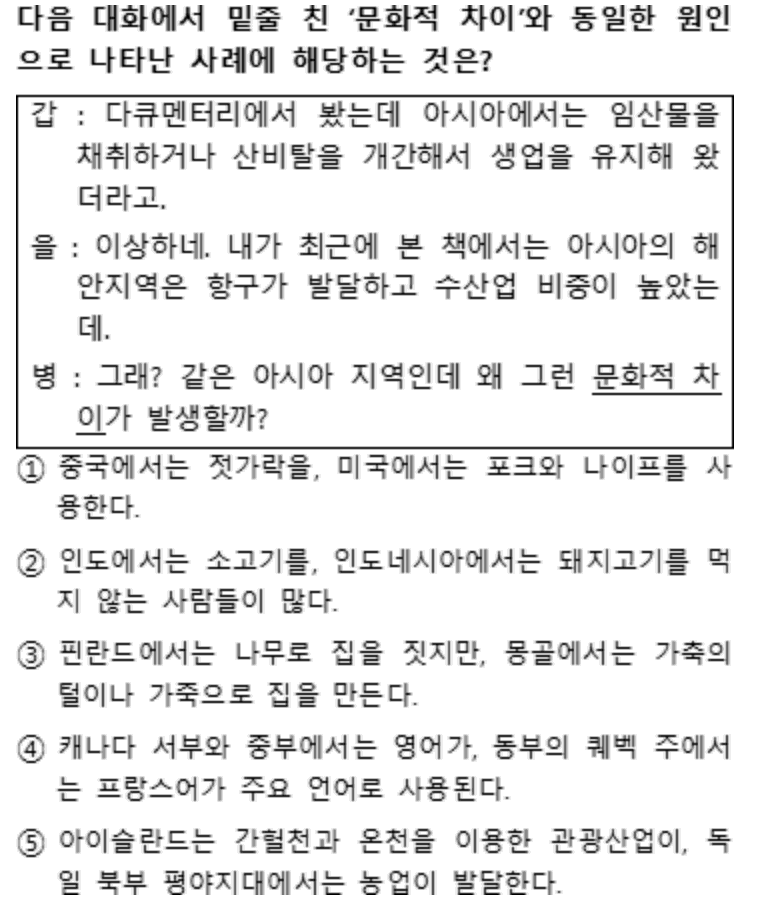 다음 대화에서 밑줄 친 ‘문화적 차이’와 동일한 원인
으로 나타난 사례에 해당하는 것은?
갑 : 다큐멘터리에서 봤는데 아시아에서는 임산물을
채취하거나 산비탈을 개간해서 생업을 유지해 왔
더라고.
을 : 이상하네. 내가 최근에 본 책에서는 아시아의 해
안지역은 항구가 발달하고 수산업 비중이 높았는
데.
병 : 그래? 같은 아시아 지역인데 왜 그런 문화적 차
이가 발생할까?
① 중국에서는 젓가락을, 미국에서는 포크와 나이프를 사
용한다.
② 인도에서는 소고기를, 인도네시아에서는 돼지고기를 먹
지 않는 사람들이 많다.
③ 핀란드에서는 나무로 집을 짓지만, 몽골에서는 가축의
털이나 가죽으로 집을 만든다.
④ 캐나다 서부와 중부에서는 영어가, 동부의 퀘벡 주에서
는 프랑스어가 주요 언어로 사용된다.
⑤ 아이슬란드는 간헐천과 온천을 이용한 관광산업이, 독
일 북부 평야지대에서는 농업이 발달한다.